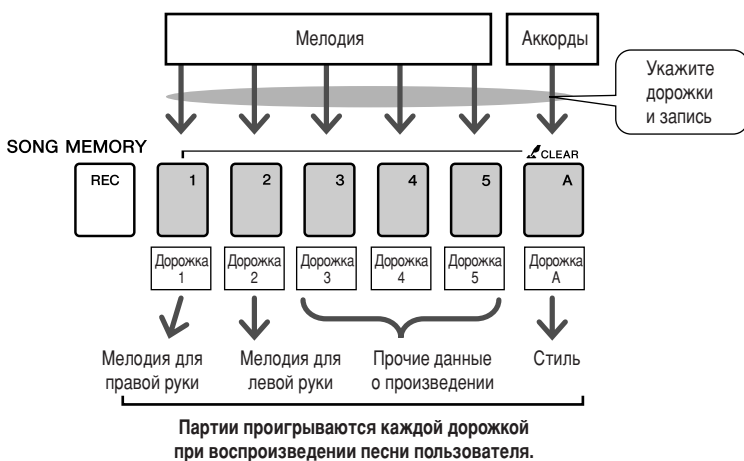 Мелодия
Аккорды
Укажите
дорожки
и запись
SONG MEMORY
CLEAR
REC
1
2
3
4
5
A
Дорожка
1
Дорожка
2
Дорожка
3
Дорожка
4
Дорожка
5
Дорожка
A
Мелодия для
правой руки
Мелодия для
левой руки
Прочие данные
о произведении
Стиль
Партии проигрываются каждой дорожкой
при воспроизведении песни пользователя.